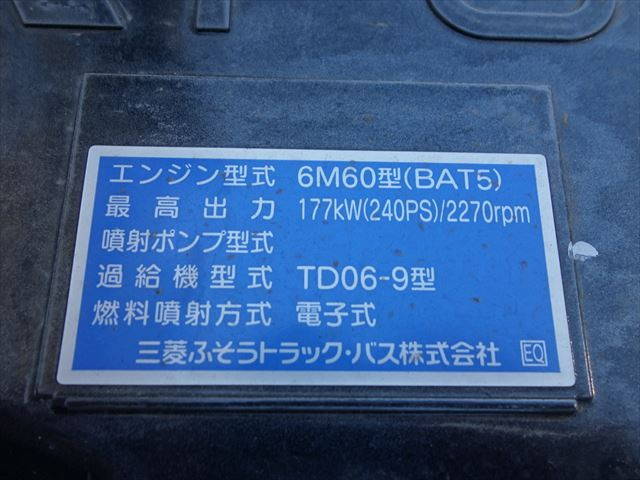 エンジン型式 6M60型(BAT5)
最高出力 177kW(240PS)/2270rpm
噴射ポンプ型式
過給機型式 TD06-9型
燃料噴射方式 電子式
三菱ふそうトラック・バス株式会社 EQ